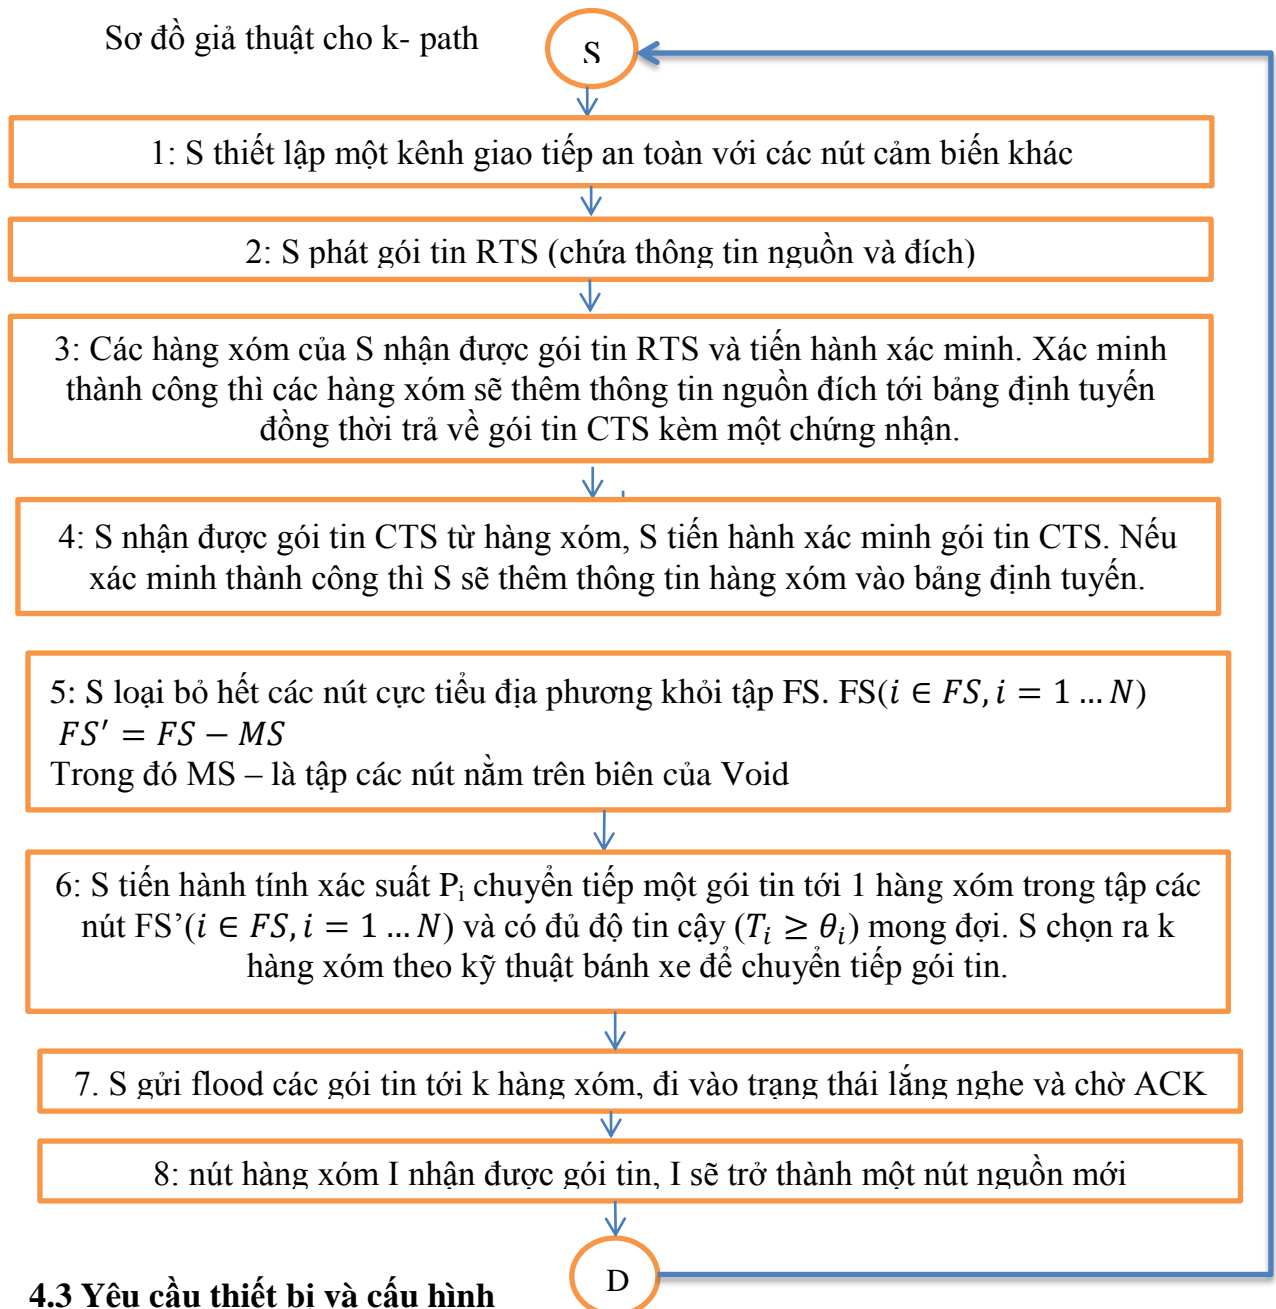 Sơ đồ giả thuật cho k- path
S
1: S thiết lập một kênh giao tiếp an toàn với các nút cảm biến khác
2: S phát gói tin RTS (chứa thông tin nguồn và đích)
3: Các hàng xóm của S nhận được gói tin RTS và tiến hành xác minh. Xác minh
thành công thì các hàng xóm sẽ thêm thông tin nguồn đích tới bảng định tuyến
đồng thời trả về gói tin CTS kèm một chứng nhận.
4: S nhận được gói tin CTS từ hàng xóm, S tiến hành xác minh gói tin CTS. Nếu
xác minh thành công thì S sẽ thêm thông tin hàng xóm vào bảng định tuyến.
5: S loại bỏ hết các nút cực tiểu địa phương khỏi tập FS. FS(i ∈ FS, i = 1 … N)
FS′ = FS − MS
Trong đó MS – là tập các nút nằm trên biên của Void
6: S tiến hành tính xác suất Pᵢ chuyển tiếp một gói tin tới 1 hàng xóm trong tập các
nút FS’(i ∈ FS, i = 1 … N) và có đủ độ tin cậy (Tᵢ ≥ θᵢ) mong đợi. S chọn ra k
hàng xóm theo kỹ thuật bánh xe để chuyển tiếp gói tin.
7. S gửi flood các gói tin tới k hàng xóm, đi vào trạng thái lắng nghe và chờ ACK
8: nút hàng xóm I nhận được gói tin, I sẽ trở thành một nút nguồn mới
D
4.3 Yêu cầu thiết bị và cấu hình